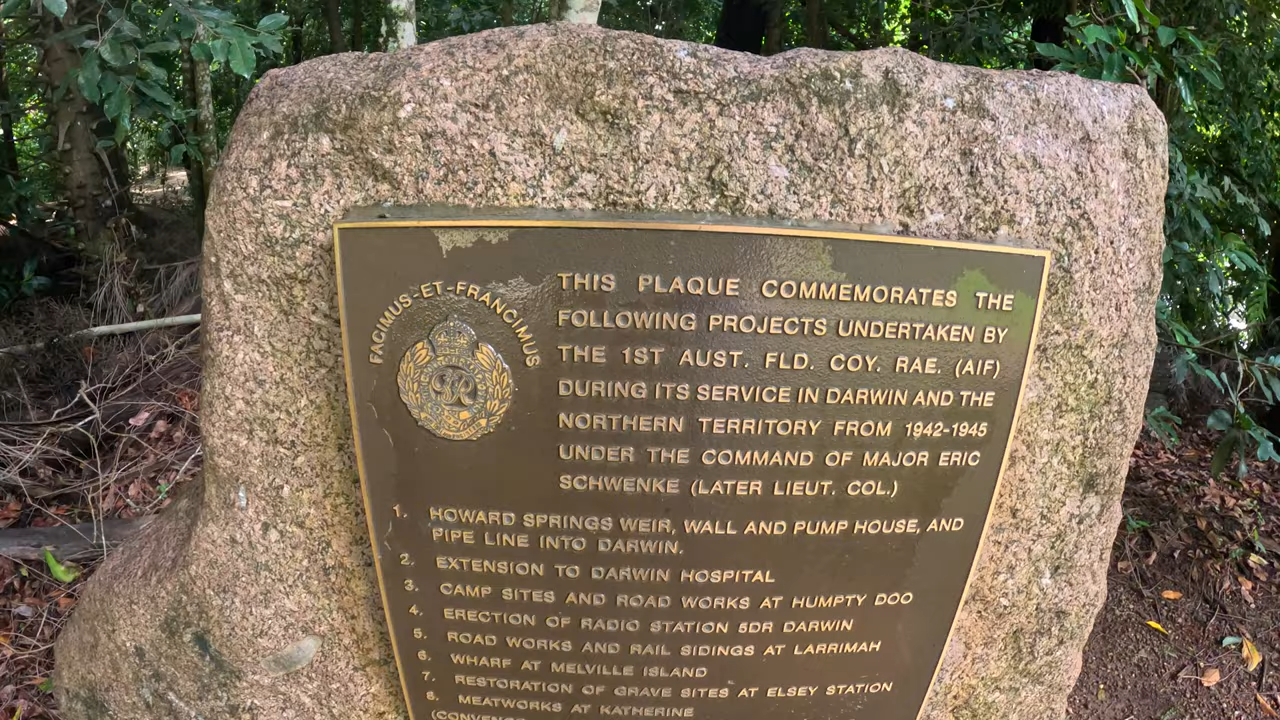 FACIMUS-ET-FRANCIMUS
THIS PLAQUE COMMEMORATES THE
FOLLOWING PROJECTS UNDERTAKEN BY
THE 1ST AUST. FLD. COY. RAE. (AIF)
DURING ITS SERVICE IN DARWIN AND THE
NORTHERN TERRITORY FROM 1942-1945
UNDER THE COMMAND OF MAJOR ERIC
SCHWENKE (LATER LIEUT. COL.)
1. HOWARD SPRINGS WEIR, WALL AND PUMP HOUSE, AND
PIPE LINE INTO DARWIN.
2. EXTENSION TO DARWIN HOSPITAL
3. CAMP SITES AND ROAD WORKS AT HUMPTY DOO
4. ERECTION OF RADIO STATION 5DR DARWIN
5. ROAD WORKS AND RAIL SIDINGS AT LARRIMAH
6. WHARF AT MELVILLE ISLAND
7. RESTORATION OF GRAVE SITES AT ELSEY STATION
8. MEATWORKS AT KATHERINE